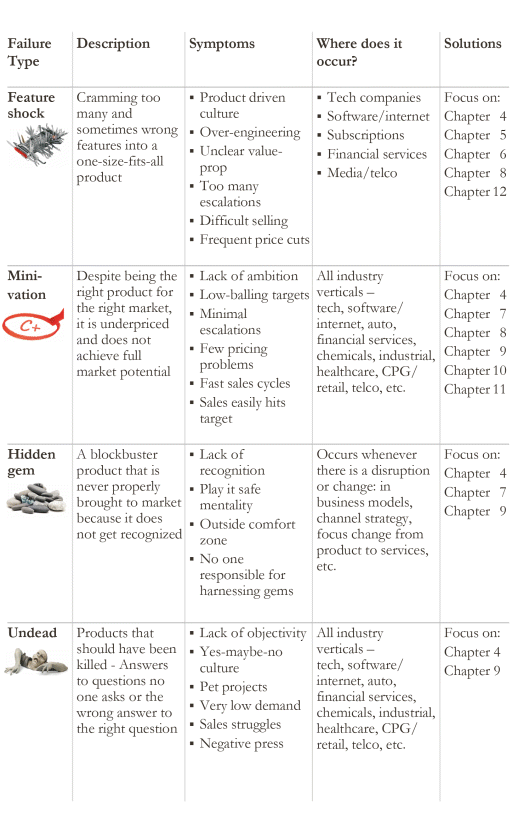 Failure
Type
Description
Symptoms
Where does it
occur?
Solutions
Feature
shock
Cramming too
many and
sometimes wrong
features into a
one-size-fits-all
product
▪ Product driven
culture
▪ Over-engineering
▪ Unclear value-
prop
▪ Too many
escalations
▪ Difficult selling
▪ Frequent price cuts
▪ Tech companies
▪ Software/internet
▪ Subscriptions
▪ Financial services
▪ Media/telco
Focus on:
Chapter 4
Chapter 5
Chapter 6
Chapter 8
Chapter 12
Mini-
vation
C+
Despite being the
right product for
the right market,
it is underpriced
and does not
achieve full
market potential
▪ Lack of ambition
▪ Low-balling targets
▪ Minimal
escalations
▪ Few pricing
problems
▪ Fast sales cycles
▪ Sales easily hits
target
All industry
verticals –
tech, software/
internet, auto,
financial services,
chemicals, industrial,
healthcare, CPG/
retail, telco, etc.
Focus on:
Chapter 4
Chapter 7
Chapter 8
Chapter 9
Chapter 10
Chapter 11
Hidden
gem
A blockbuster
product that is
never properly
brought to market
because it does
not get recognized
▪ Lack of
recognition
▪ Play it safe
mentality
▪ Outside comfort
zone
▪ No one
responsible for
harnessing gems
Occurs whenever
there is a disruption
or change: in
business models,
channel strategy,
focus change from
product to services,
etc.
Focus on:
Chapter 4
Chapter 7
Chapter 9
Undead
Products that
should have been
killed - Answers
to questions no
one asks or the
wrong answer to
the right question
▪ Lack of objectivity
▪ Yes-maybe-no
culture
▪ Pet projects
▪ Very low demand
▪ Sales struggles
▪ Negative press
All industry
verticals –
tech, software/
internet, auto,
financial services,
chemicals, industrial,
healthcare, CPG/
retail, telco, etc.
Focus on:
Chapter 4
Chapter 9